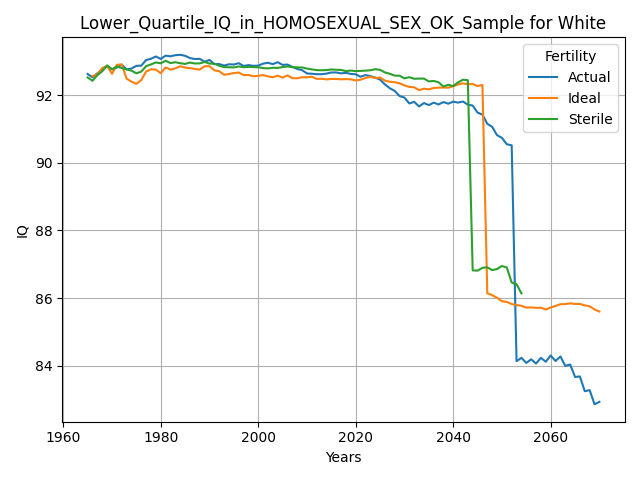 Lower_Quartile_IQ_in_HOMOSEXUAL_SEX_OK_Sample for White
Fertility
Actual
Ideal
Sterile
92
90
88
86
84
IQ
1960
1980
2000
2020
2040
2060
Years